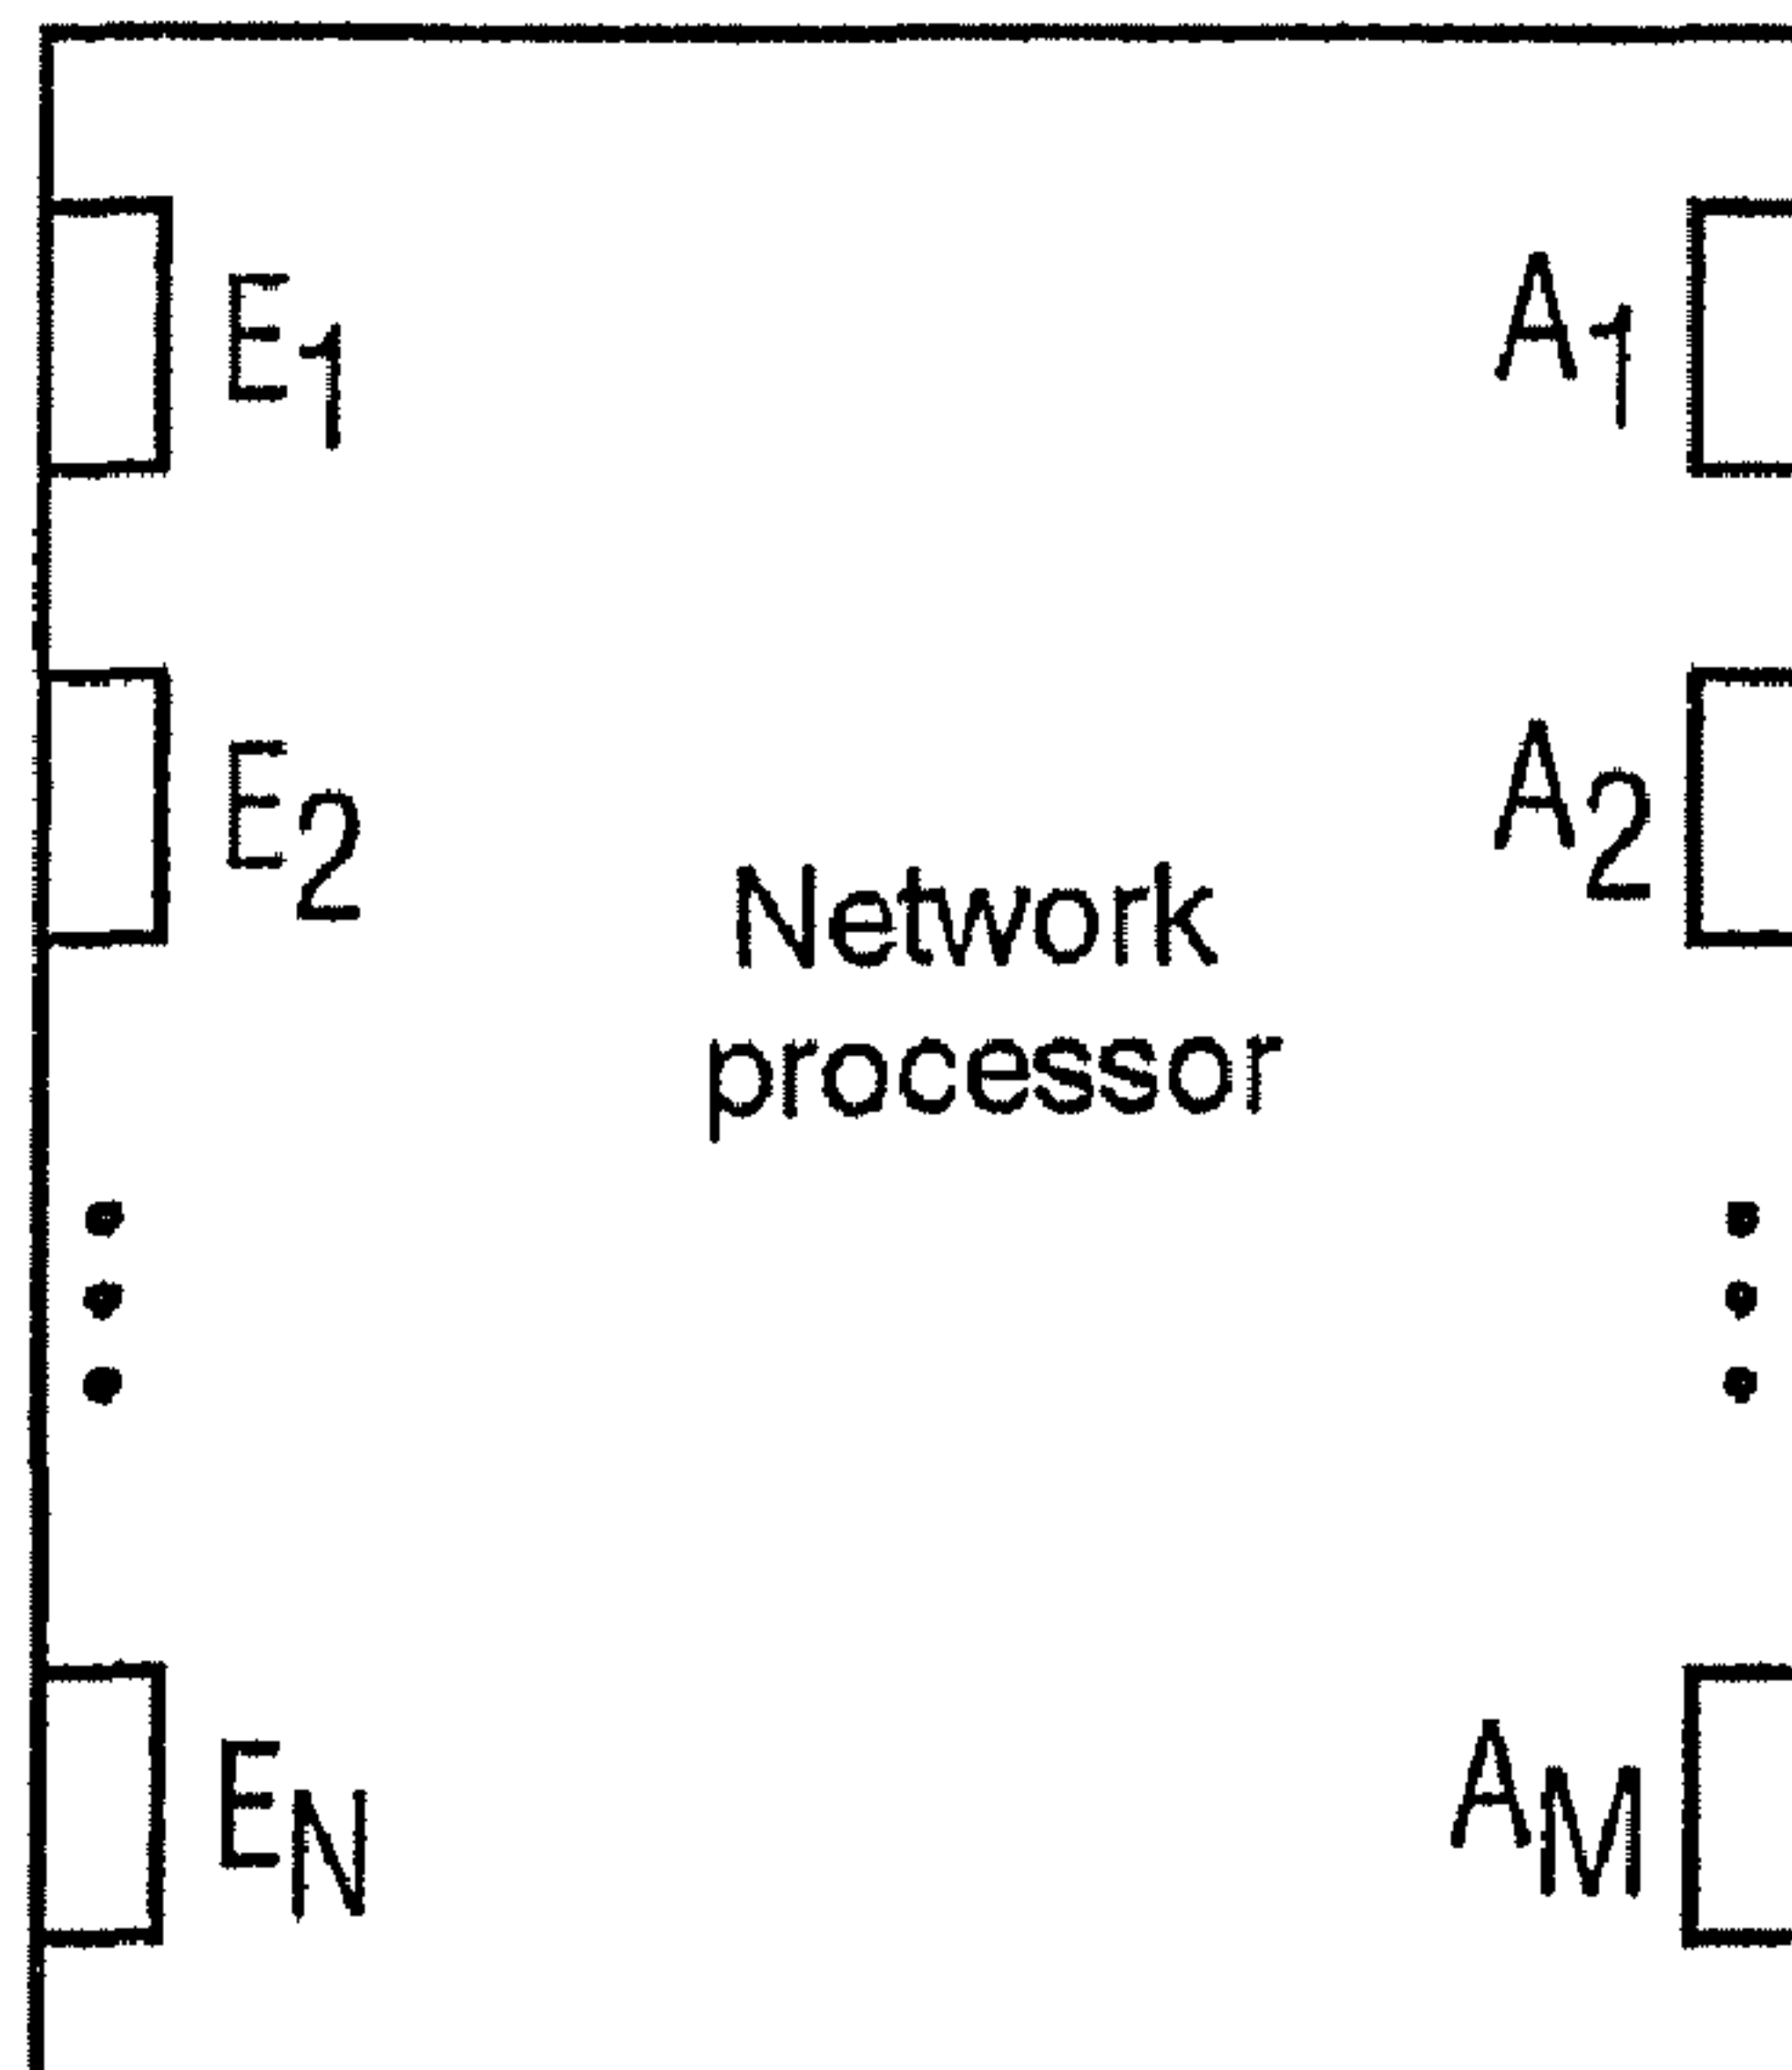 E1
A1
E2
A2
Network
processor
EN
AM